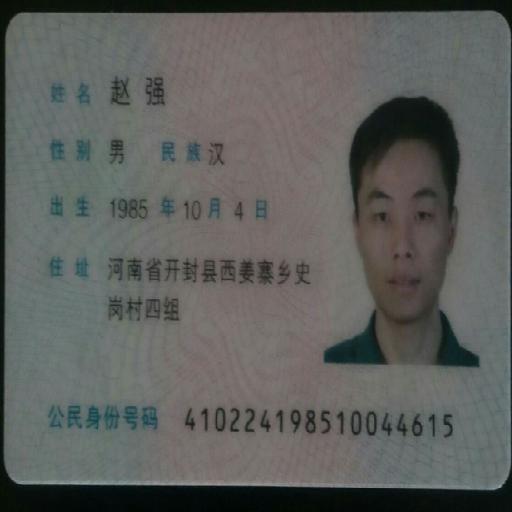 姓名 赵强
性别 男 民族 汉
出生 1985 年 10 月 4 日
住址 河南省开封县西姜寨乡史
岗村四组
公民身份号码 410224198510044615